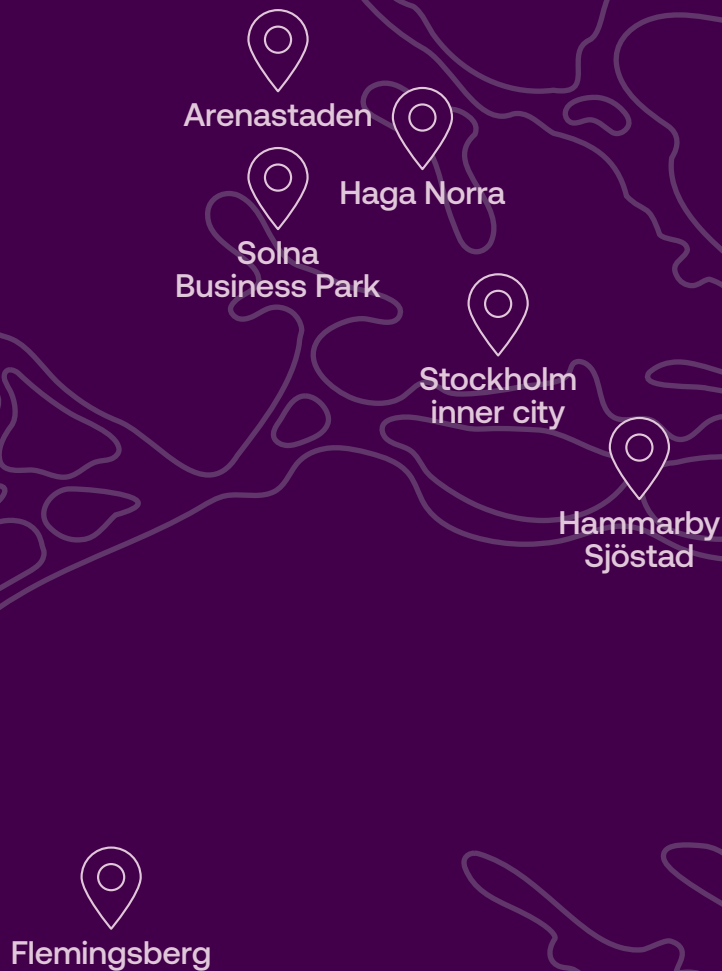 Arenastaden
Haga Norra
Solna
Business Park
Stockholm
inner city
Hammarby
Sjöstad
Flemingsberg